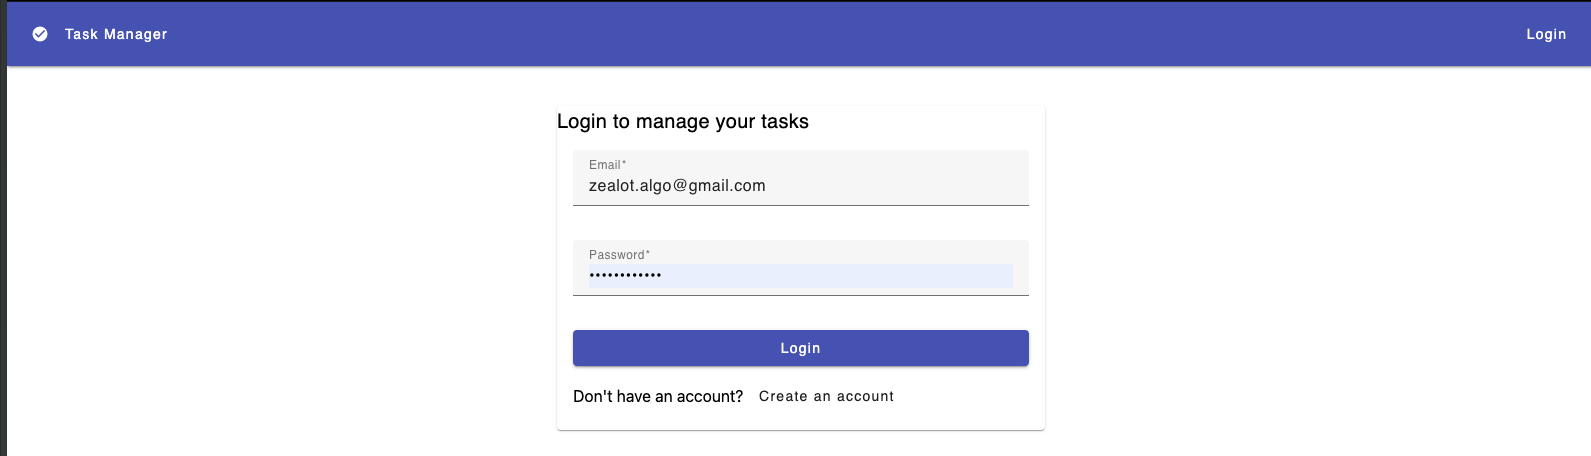 Task Manager
Login
Login to manage your tasks
Email*
zealot.algo@gmail.com
Password*
••••••••••••
Login
Don't have an account? Create an account